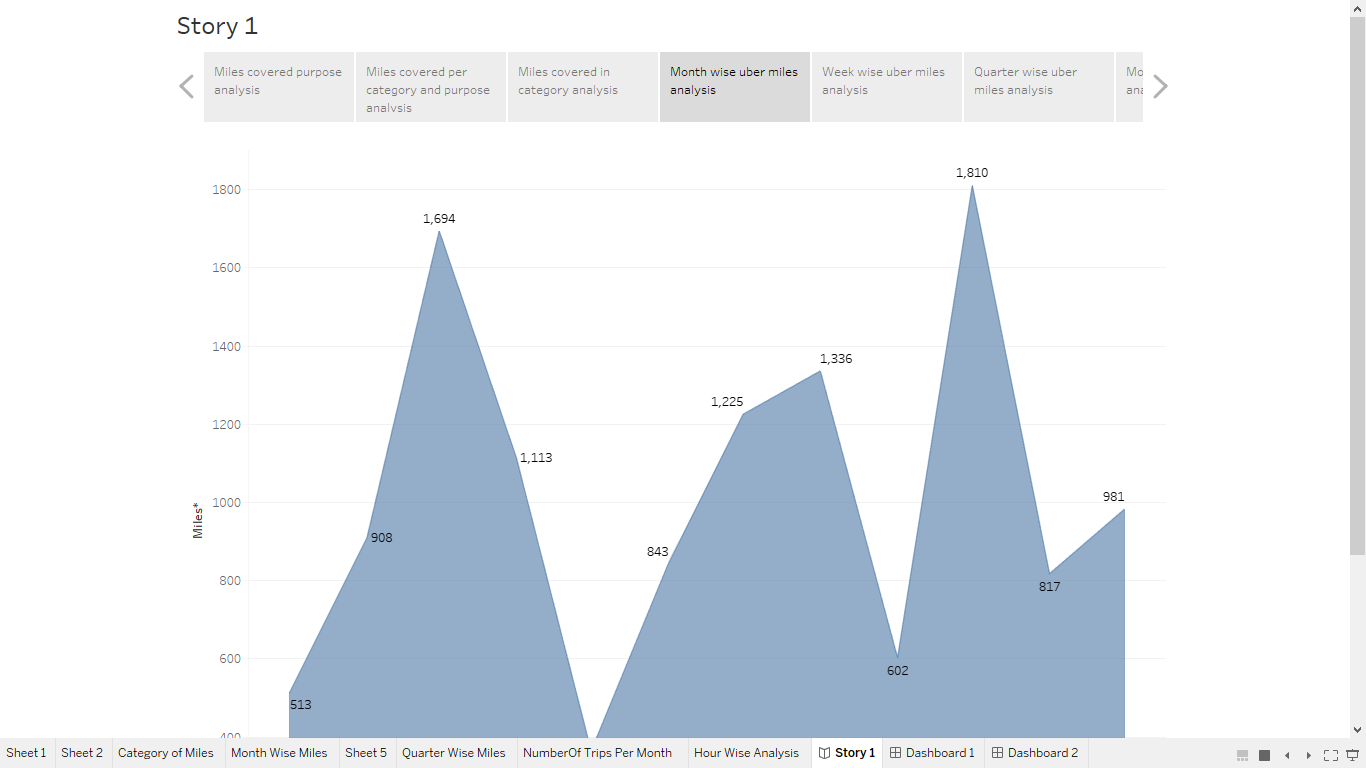 Story 1
Miles covered purpose
analysis
Miles covered per
category and purpose
analysis
Miles covered in
category analysis
Month wise uber miles
analysis
Week wise uber miles
analysis
Quarter wise uber
miles analysis
Mo
ana
1800
1600
1400
1200
1000
800
600
400
Miles*
513
908
1,694
1,113
843
1,225
1,336
602
1,810
817
981
Sheet 1 Sheet 2 Category of Miles Month Wise Miles Sheet 5 Quarter Wise Miles NumberOf Trips Per Month Hour Wise Analysis Story 1 Dashboard 1 Dashboard 2